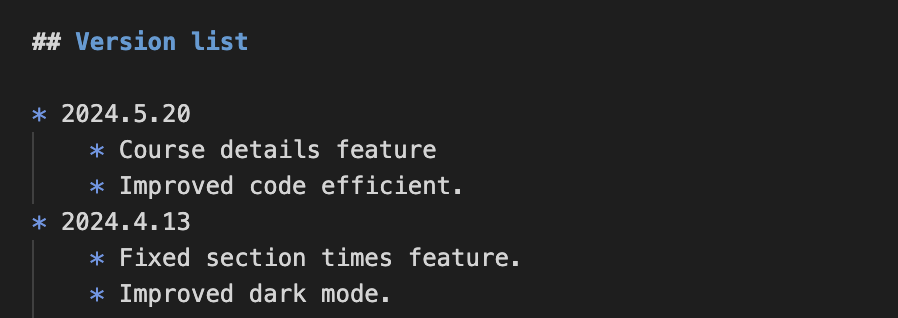 ## Version list
* 2024.5.20
* Course details feature
* Improved code efficient.
* 2024.4.13
* Fixed section times feature.
* Improved dark mode.